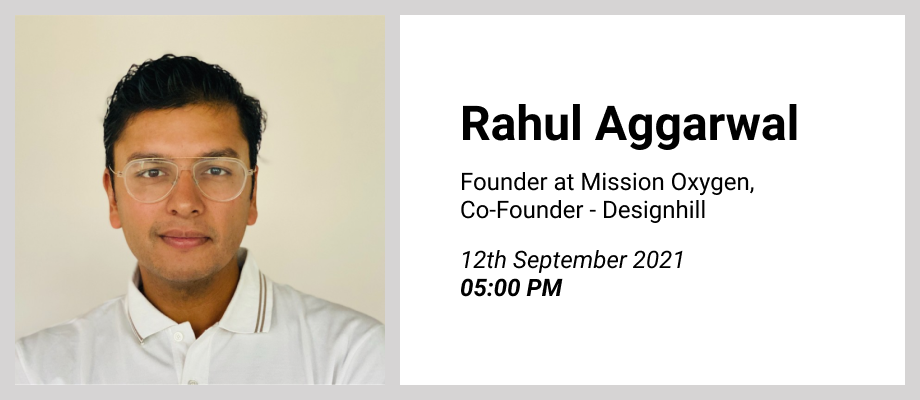 Rahul Aggarwal
Founder at Mission Oxygen,
Co-Founder - Designhill
12th September 2021
05:00 PM